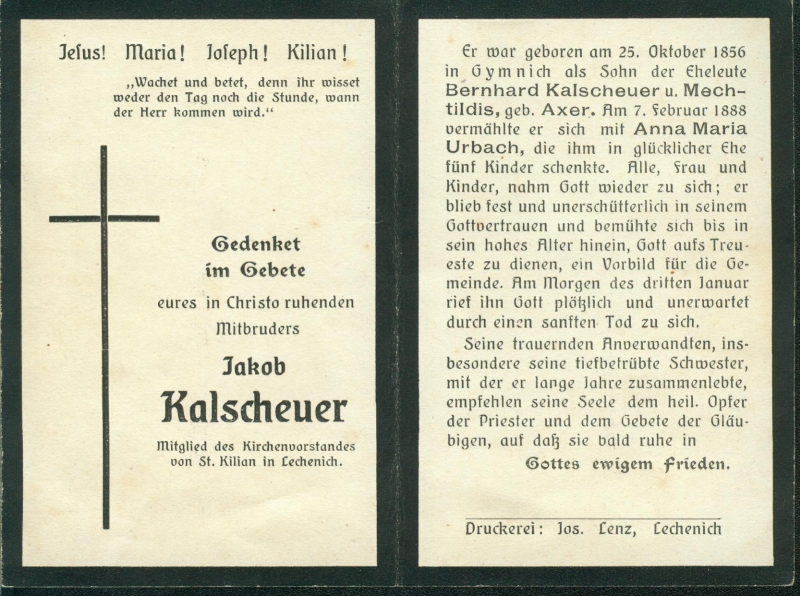 Jesus! Maria! Joseph! Kilian!
„Wachet und betet, denn ihr wisset
weder den Tag noch die Stunde, wann
der Herr kommen wird.“
Gedenket
im Gebete
eures in Christo ruhenden
Mitbruders
Jakob
Kalscheuer
Mitglied des Kirchenvorstandes
von St. Kilian in Lechenich.
Er war geboren am 25. Oktober 1856
in Gymnich als Sohn der Eheleute
Bernhard Kalscheuer u. Mech-
tildis, geb. Axer. Am 7. Februar 1888
vermählte er sich mit Anna Maria
Urbach, die ihm in glücklicher Ehe
fünf Kinder schenkte. Alle, Frau und
Kinder, nahm Gott wieder zu sich; er
blieb fest und unerschütterlich in seinem
Gottvertrauen und bemühte sich bis in
sein hohes Alter hinein, Gott aufs Treu-
este zu dienen, ein Vorbild für die Ge-
meinde. Am Morgen des dritten Januar
rief ihn Gott plötzlich und unerwartet
durch einen sanften Tod zu sich.
Seine trauernden Anverwandten, ins-
besondere seine tiefbetrübte Schwester,
mit der er lange Jahre zusammenlebte,
empfehlen seine Seele dem heil. Opfer
der Priester und dem Gebete der Gläu-
bigen, auf daß sie bald ruhe in
Gottes ewigem Frieden.
Druckerei: Jos. Lenz, Lechenich